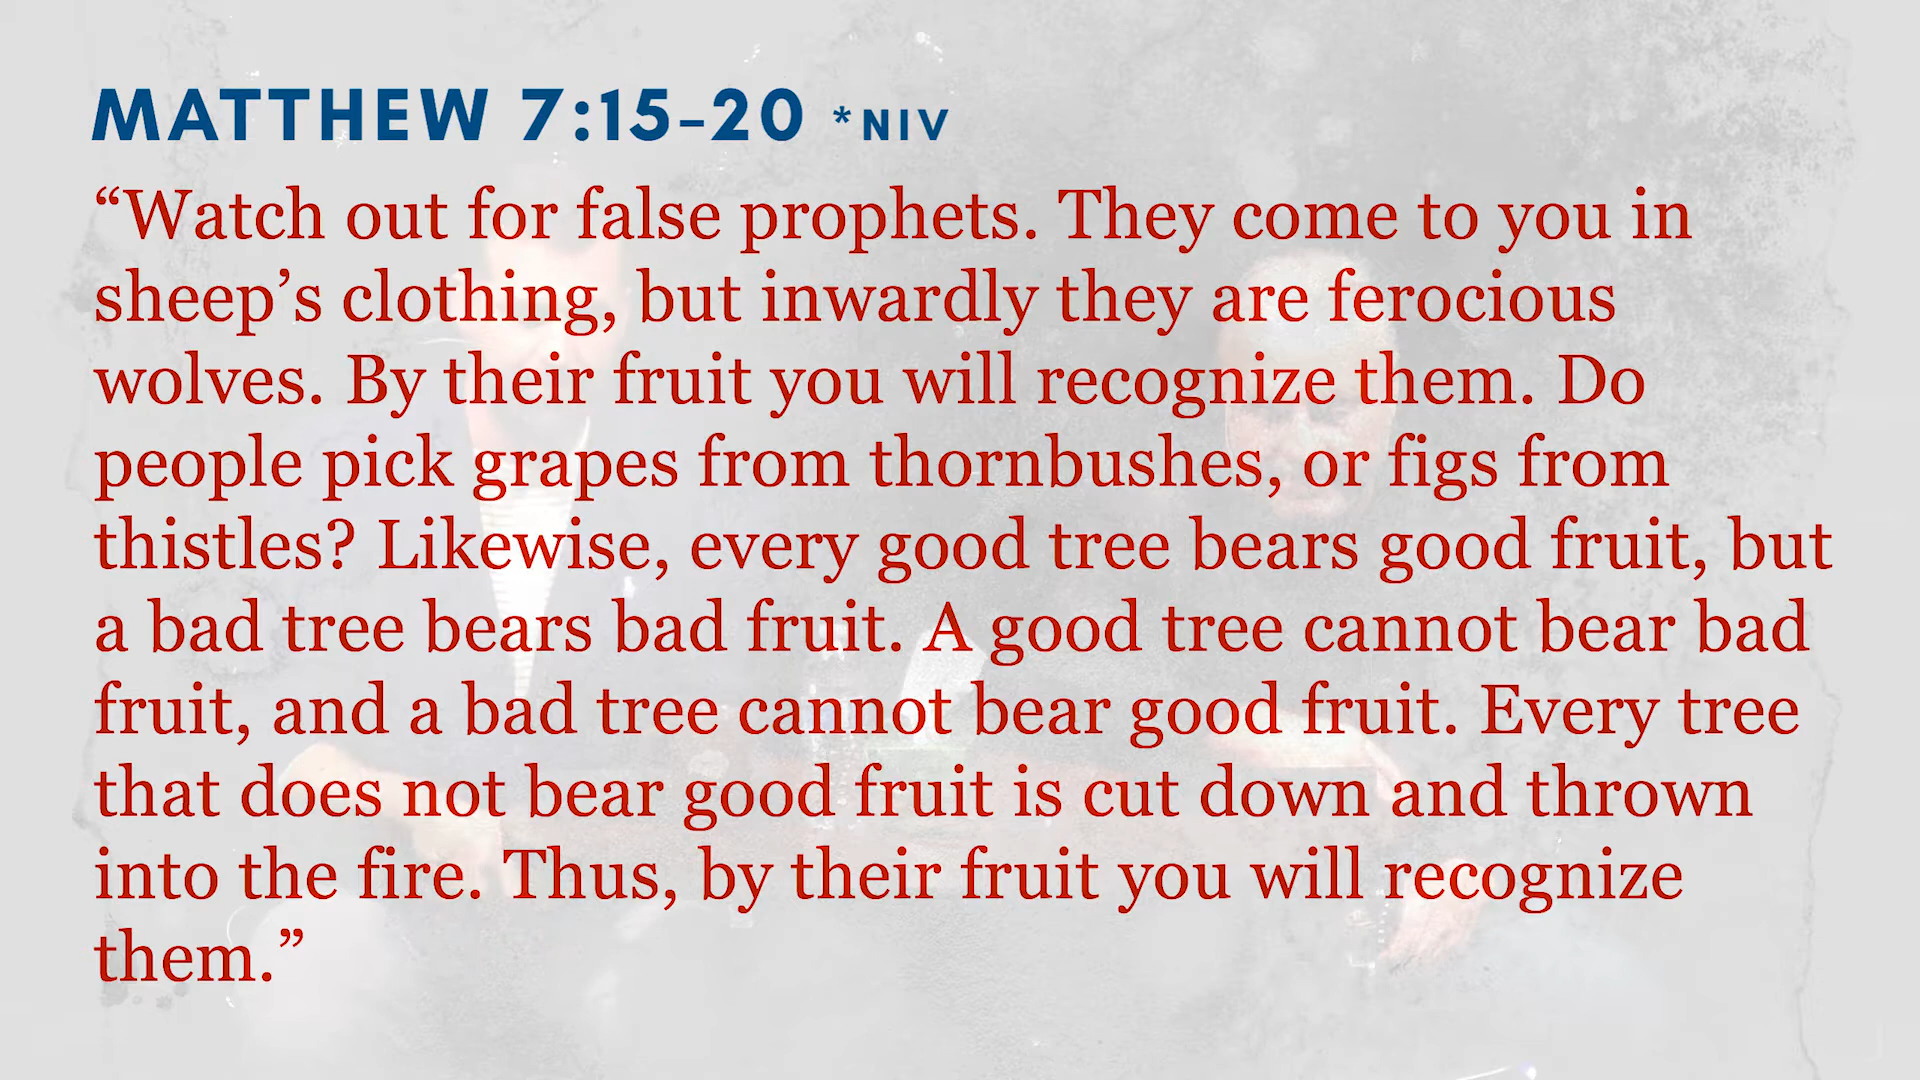 MATTHEW 7:15–20 *NIV
“Watch out for false prophets. They come to you in
sheep’s clothing, but inwardly they are ferocious
wolves. By their fruit you will recognize them. Do
people pick grapes from thornbushes, or figs from
thistles? Likewise, every good tree bears good fruit, but
a bad tree bears bad fruit. A good tree cannot bear bad
fruit, and a bad tree cannot bear good fruit. Every tree
that does not bear good fruit is cut down and thrown
into the fire. Thus, by their fruit you will recognize
them.”